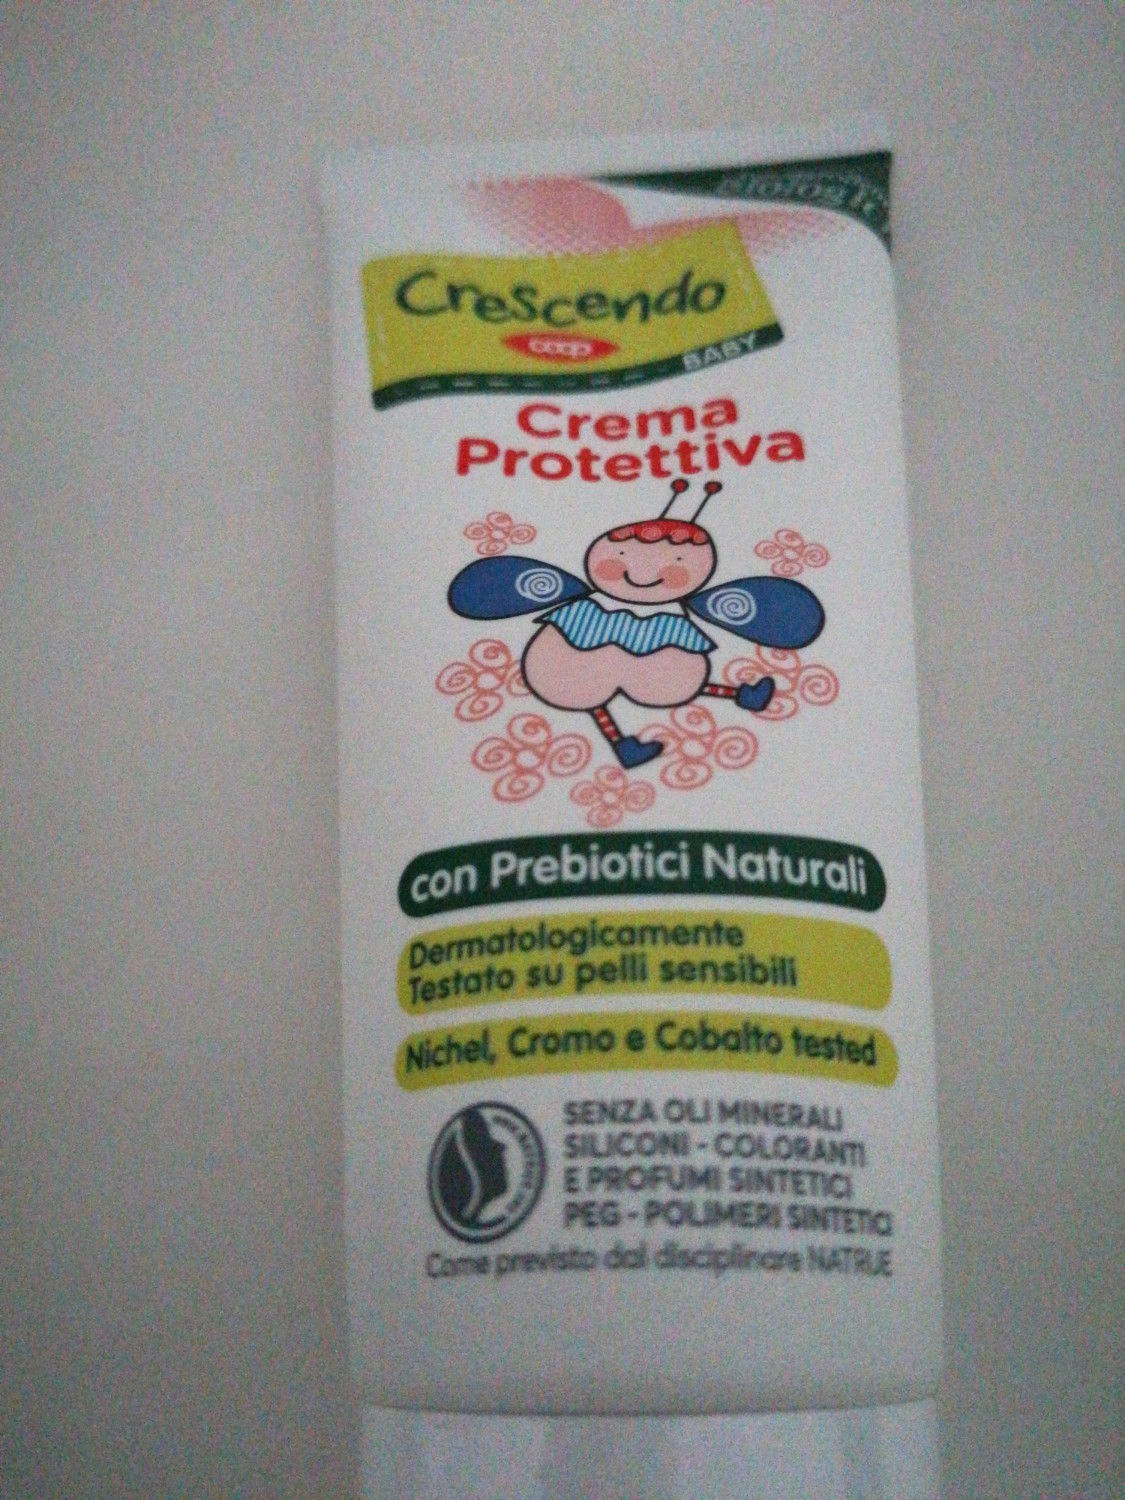 Crescendo
coop
BABY
Crema
Protettiva
con Prebiotici Naturali
Dermatologicamente
Testato su pelli sensibili
Nichel, Cromo e Cobalto tested
SENZA OLI MINERALI
SILICONI - COLORANTI
E PROFUMI SINTETICI
PEG - POLIMERI SINTETICI
Come previsto dal disciplinare NATRUE